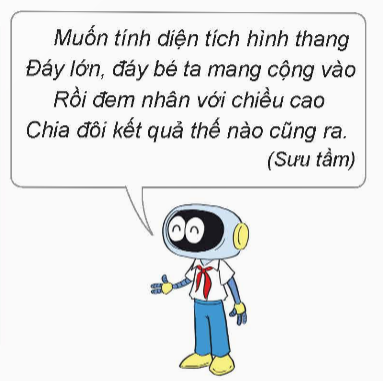 Muốn tính diện tích hình thang
Đáy lớn, đáy bé ta mang cộng vào
Rồi đem nhân với chiều cao
Chia đôi kết quả thế nào cũng ra.
(Sưu tầm)